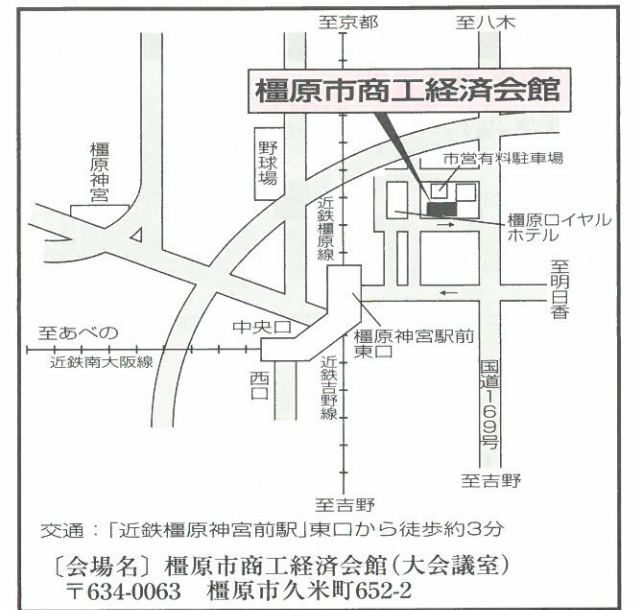 至京都
至八木
橿原市商工経済会館
橿原神宮
野球場
市営有料駐車場
近鉄橿原線
橿原ロイヤル
ホテル
至明日香
至あべの
中央口
橿原神宮駅前
東口
近鉄南大阪線
西口
近鉄吉野線
国道169号
至吉野
至吉野
交通：「近鉄橿原神宮前駅」東口から徒歩約3分
〔会場名〕橿原市商工経済会館(大会議室)
〒634-0063　橿原市久米町652-2